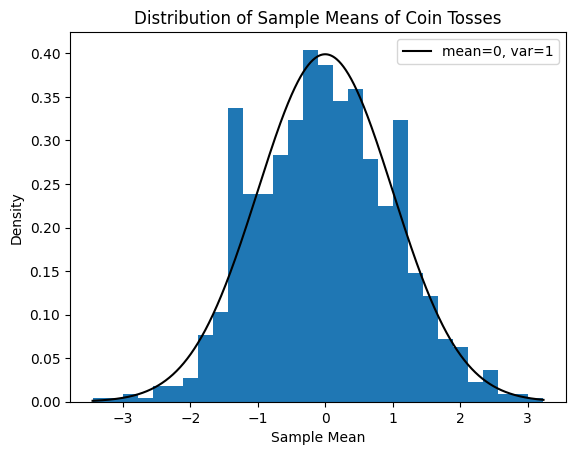 Distribution of Sample Means of Coin Tosses
mean=0, var=1
Density
0.40
0.35
0.30
0.25
0.20
0.15
0.10
0.05
0.00
−3 −2 −1 0 1 2 3
Sample Mean